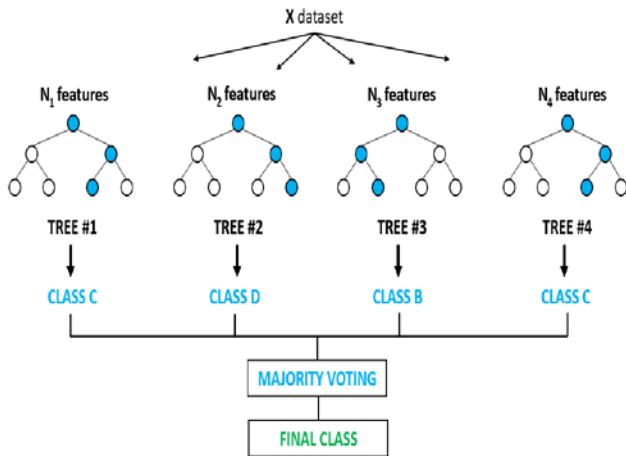 X dataset
N₁ features N₂ features N₃ features N₄ features
TREE #1 TREE #2 TREE #3 TREE #4
CLASS C CLASS D CLASS B CLASS C
MAJORITY VOTING
FINAL CLASS